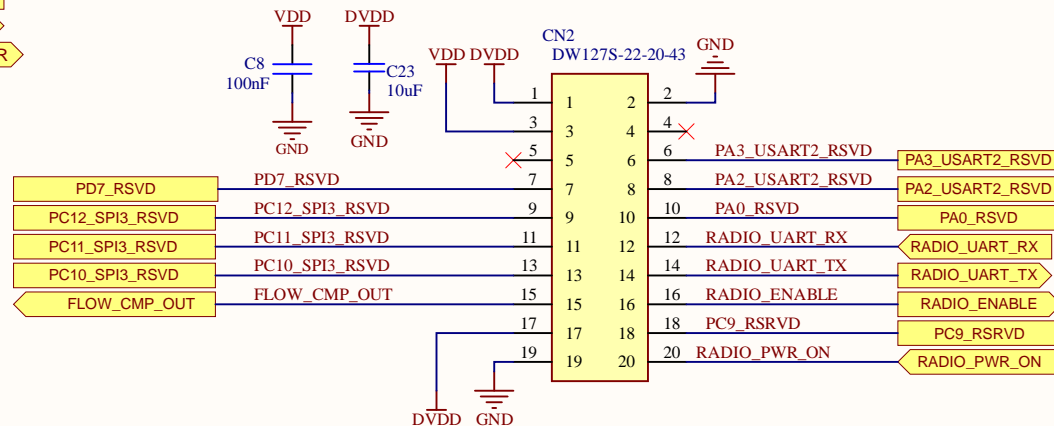 R
VDD
DVDD
C8
100nF
C23
10uF
GND
GND
VDD
DVDD
CN2
DW127S-22-20-43
GND
1 1 2 2
3 3 4 4
5 5 6 6 PA3_USART2_RSVD PA3_USART2_RSVD
PD7_RSVD PD7_RSVD 7 7 8 8 PA2_USART2_RSVD PA2_USART2_RSVD
PC12_SPI3_RSVD PC12_SPI3_RSVD 9 9 10 10 PA0_RSVD PA0_RSVD
PC11_SPI3_RSVD PC11_SPI3_RSVD 11 11 12 12 RADIO_UART_RX RADIO_UART_RX
PC10_SPI3_RSVD PC10_SPI3_RSVD 13 13 14 14 RADIO_UART_TX RADIO_UART_TX
FLOW_CMP_OUT FLOW_CMP_OUT 15 15 16 16 RADIO_ENABLE RADIO_ENABLE
17 17 18 18 PC9_RSRVD PC9_RSRVD
19 19 20 20 RADIO_PWR_ON RADIO_PWR_ON
DVDD
GND